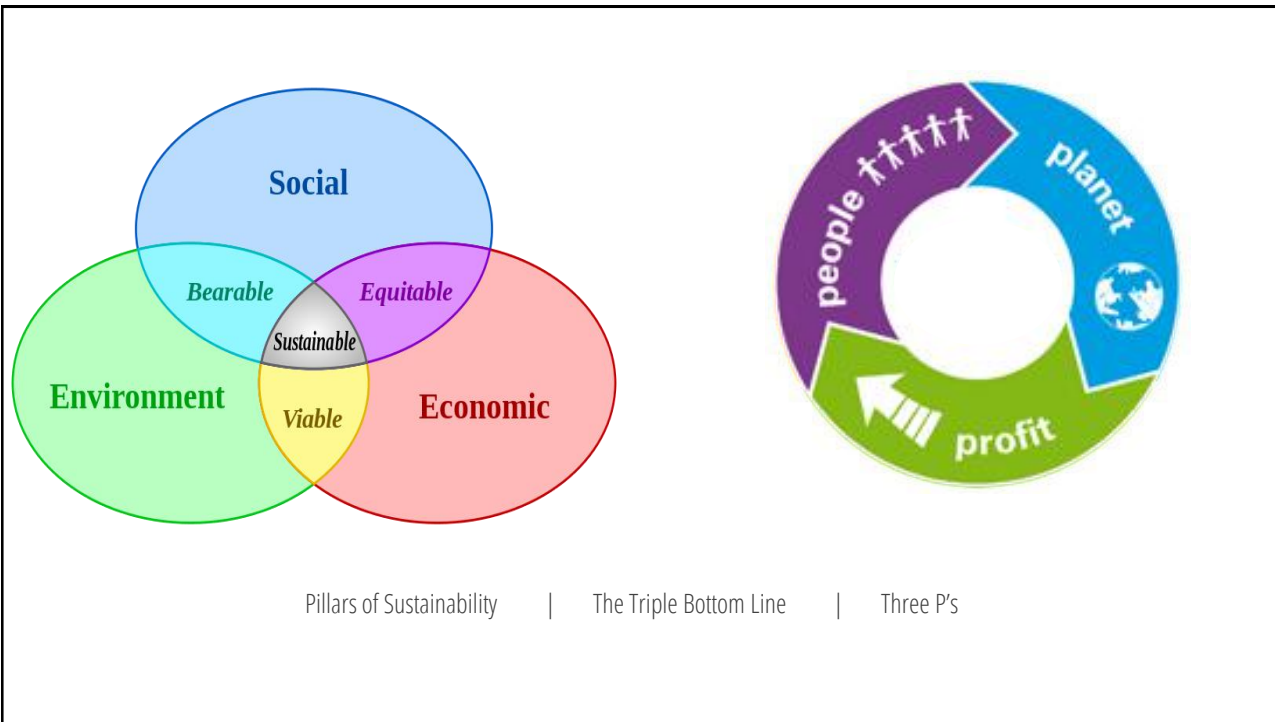 Social
Bearable
Equitable
Sustainable
Environment
Economic
Viable
people
planet
profit
Pillars of Sustainability | The Triple Bottom Line | Three P’s